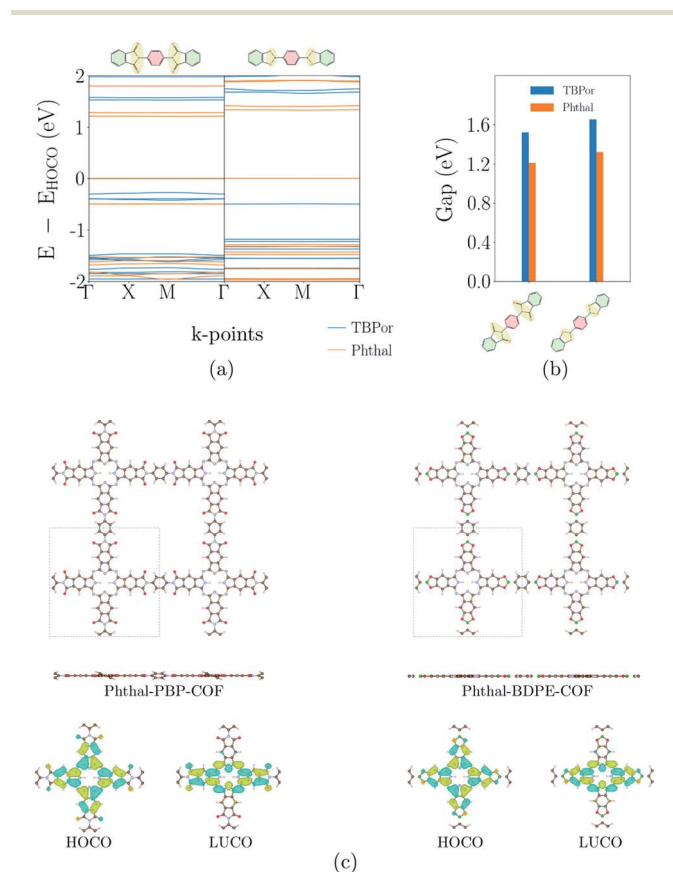 2
1
0
-1
-2
E − E_HOCO (eV)
Γ X M Γ X M Γ
k-points
TBPor
Phthal
(a)
TBPor
Phthal
1.6
1.2
0.8
0.4
0.0
Gap (eV)
(b)
Phthal-PBP-COF
Phthal-BDPE-COF
HOCO LUCO HOCO LUCO
(c)